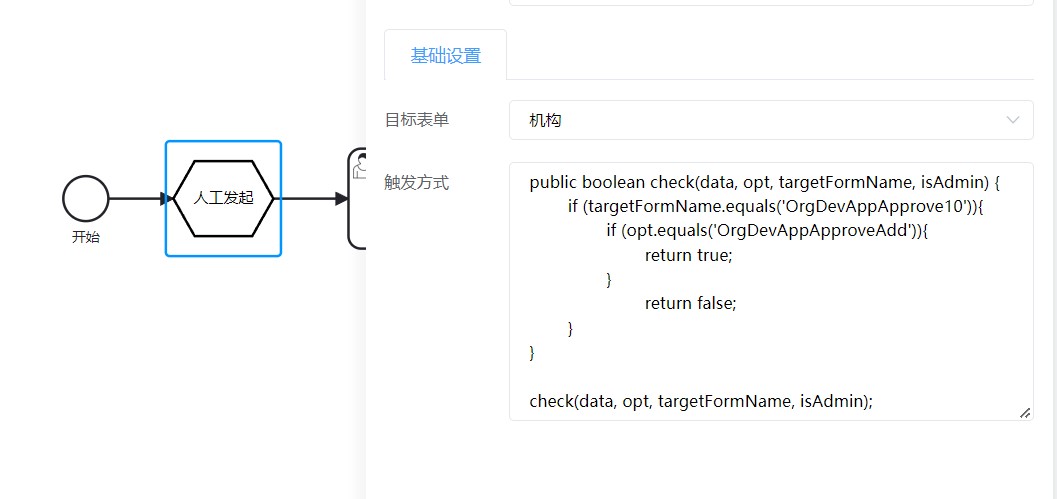 基础设置
目标表单
机构
触发方式
public boolean check(data, opt, targetFormName, isAdmin) {
if (targetFormName.equals('OrgDevAppApprove10')){
if (opt.equals('OrgDevAppApproveAdd')){
return true;
}
return false;
}
}
check(data, opt, targetFormName, isAdmin);
人工发起
开始